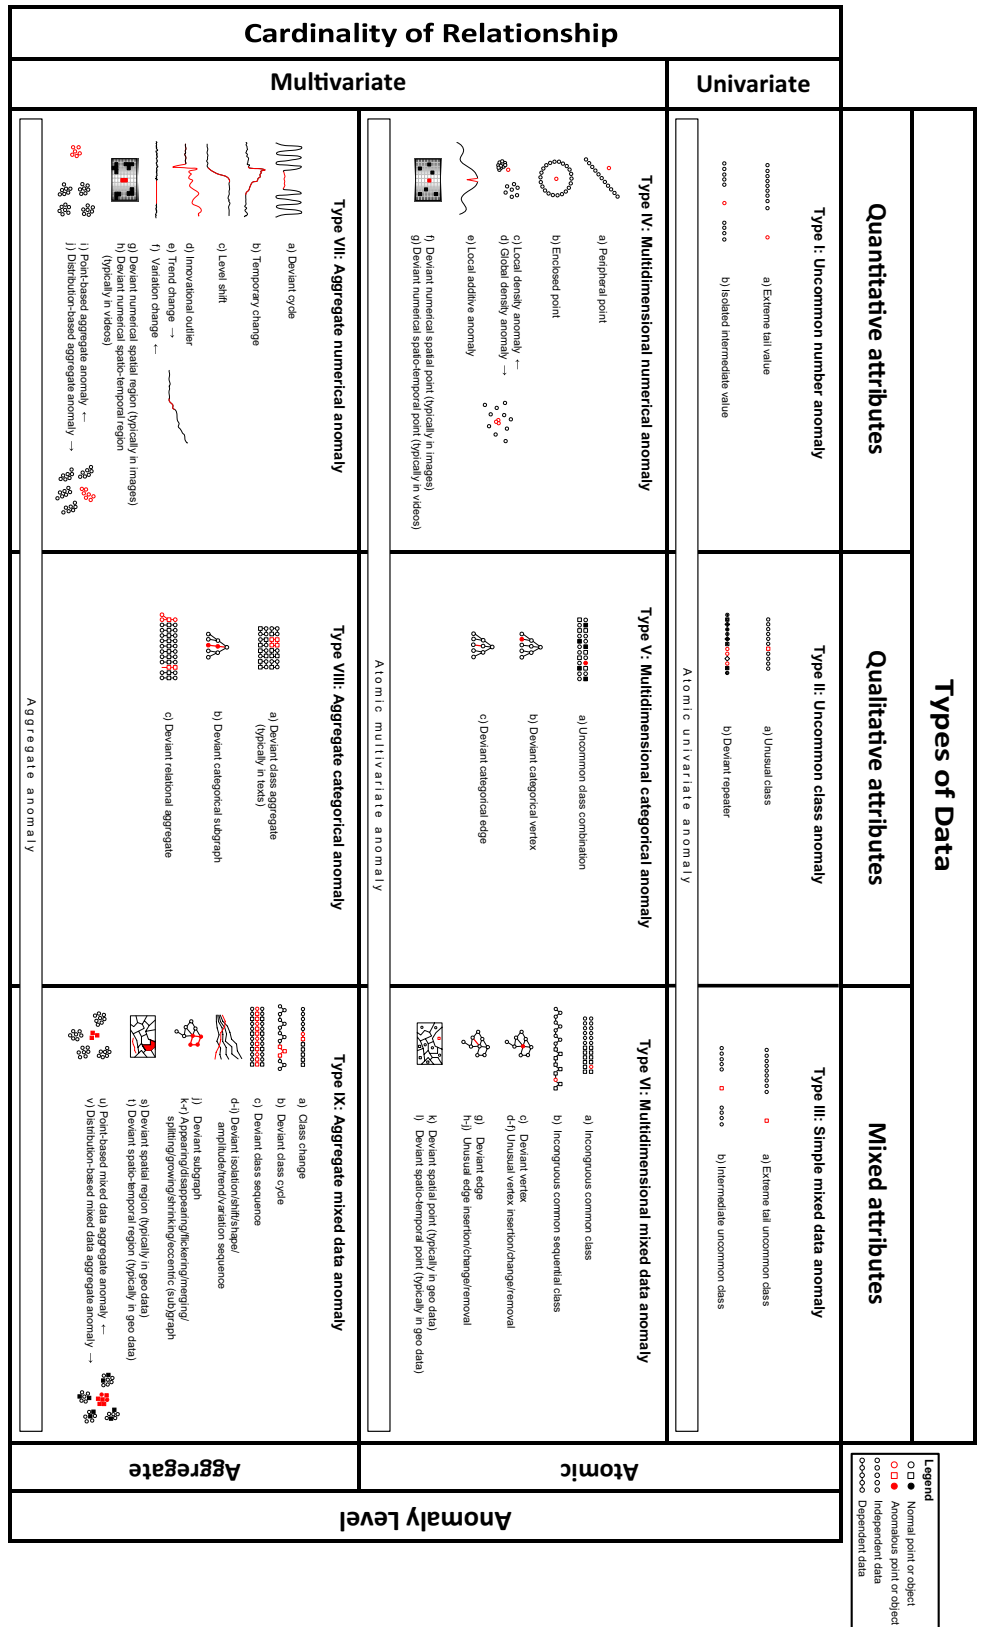 Types of Data
Quantitative attributes
Qualitative attributes
Mixed attributes
Cardinality of Relationship
Univariate
Multivariate
Anomaly Level
Atomic
Aggregate
Legend
Normal point or object
Anomalous point or object
Independent data
Dependent data
Type I: Uncommon number anomaly
a) Extreme tail value
b) Isolated intermediate value
Type II: Uncommon class anomaly
a) Unusual class
b) Deviant repeater
Type III: Simple mixed data anomaly
a) Extreme tail uncommon class
b) Intermediate uncommon class
Atomic univariate anomaly
Type IV: Multidimensional numerical anomaly
a) Peripheral point
b) Enclosed point
c) Local density anomaly ←
d) Global density anomaly →
e) Local additive anomaly
f) Deviant numerical spatial point (typically in images)
g) Deviant numerical spatio-temporal point (typically in videos)
Type V: Multidimensional categorical anomaly
a) Uncommon class combination
b) Deviant categorical vertex
c) Deviant categorical edge
Type VI: Multidimensional mixed data anomaly
a) Incongruous common class
b) Incongruous common sequential class
c) Deviant vertex
d-f) Unusual vertex insertion/change/removal
g) Deviant edge
h-j) Unusual edge insertion/change/removal
k) Deviant spatial point (typically in geo data)
l) Deviant spatio-temporal point (typically in geo data)
Atomic multivariate anomaly
Type VII: Aggregate numerical anomaly
a) Deviant cycle
b) Temporary change
c) Level shift
d) Innovational outlier
e) Trend change →
f) Variation change ←
g) Deviant numerical spatial region (typically in images)
h) Deviant numerical spatio-temporal region
(typically in videos)
i) Point-based aggregate anomaly ←
j) Distribution-based aggregate anomaly →
Type VIII: Aggregate categorical anomaly
a) Deviant class aggregate
(typically in texts)
b) Deviant categorical subgraph
c) Deviant relational aggregate
Type IX: Aggregate mixed data anomaly
a) Class change
b) Deviant class cycle
c) Deviant class sequence
d-i) Deviant isolation/shift/shape/
amplitude/trend/variation sequence
j) Deviant subgraph
k-r) Appearing/disappearing/flickering/merging/
splitting/growing/shrinking/eccentric (sub)graph
s) Deviant spatial region (typically in geo data)
t) Deviant spatio-temporal region (typically in geo data)
u) Point-based mixed data aggregate anomaly ←
v) Distribution-based mixed data aggregate anomaly →
Aggregate anomaly